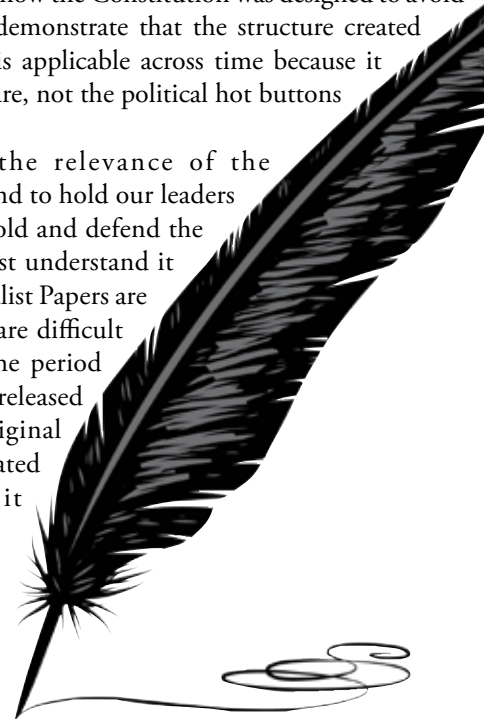 now the Constitution was designed to avoid
demonstrate that the structure created
is applicable across time because it
are, not the political hot buttons
the relevance of the
nd to hold our leaders
old and defend the
st understand it
list Papers are
are difficult
ne period
released
iginal
ated
it